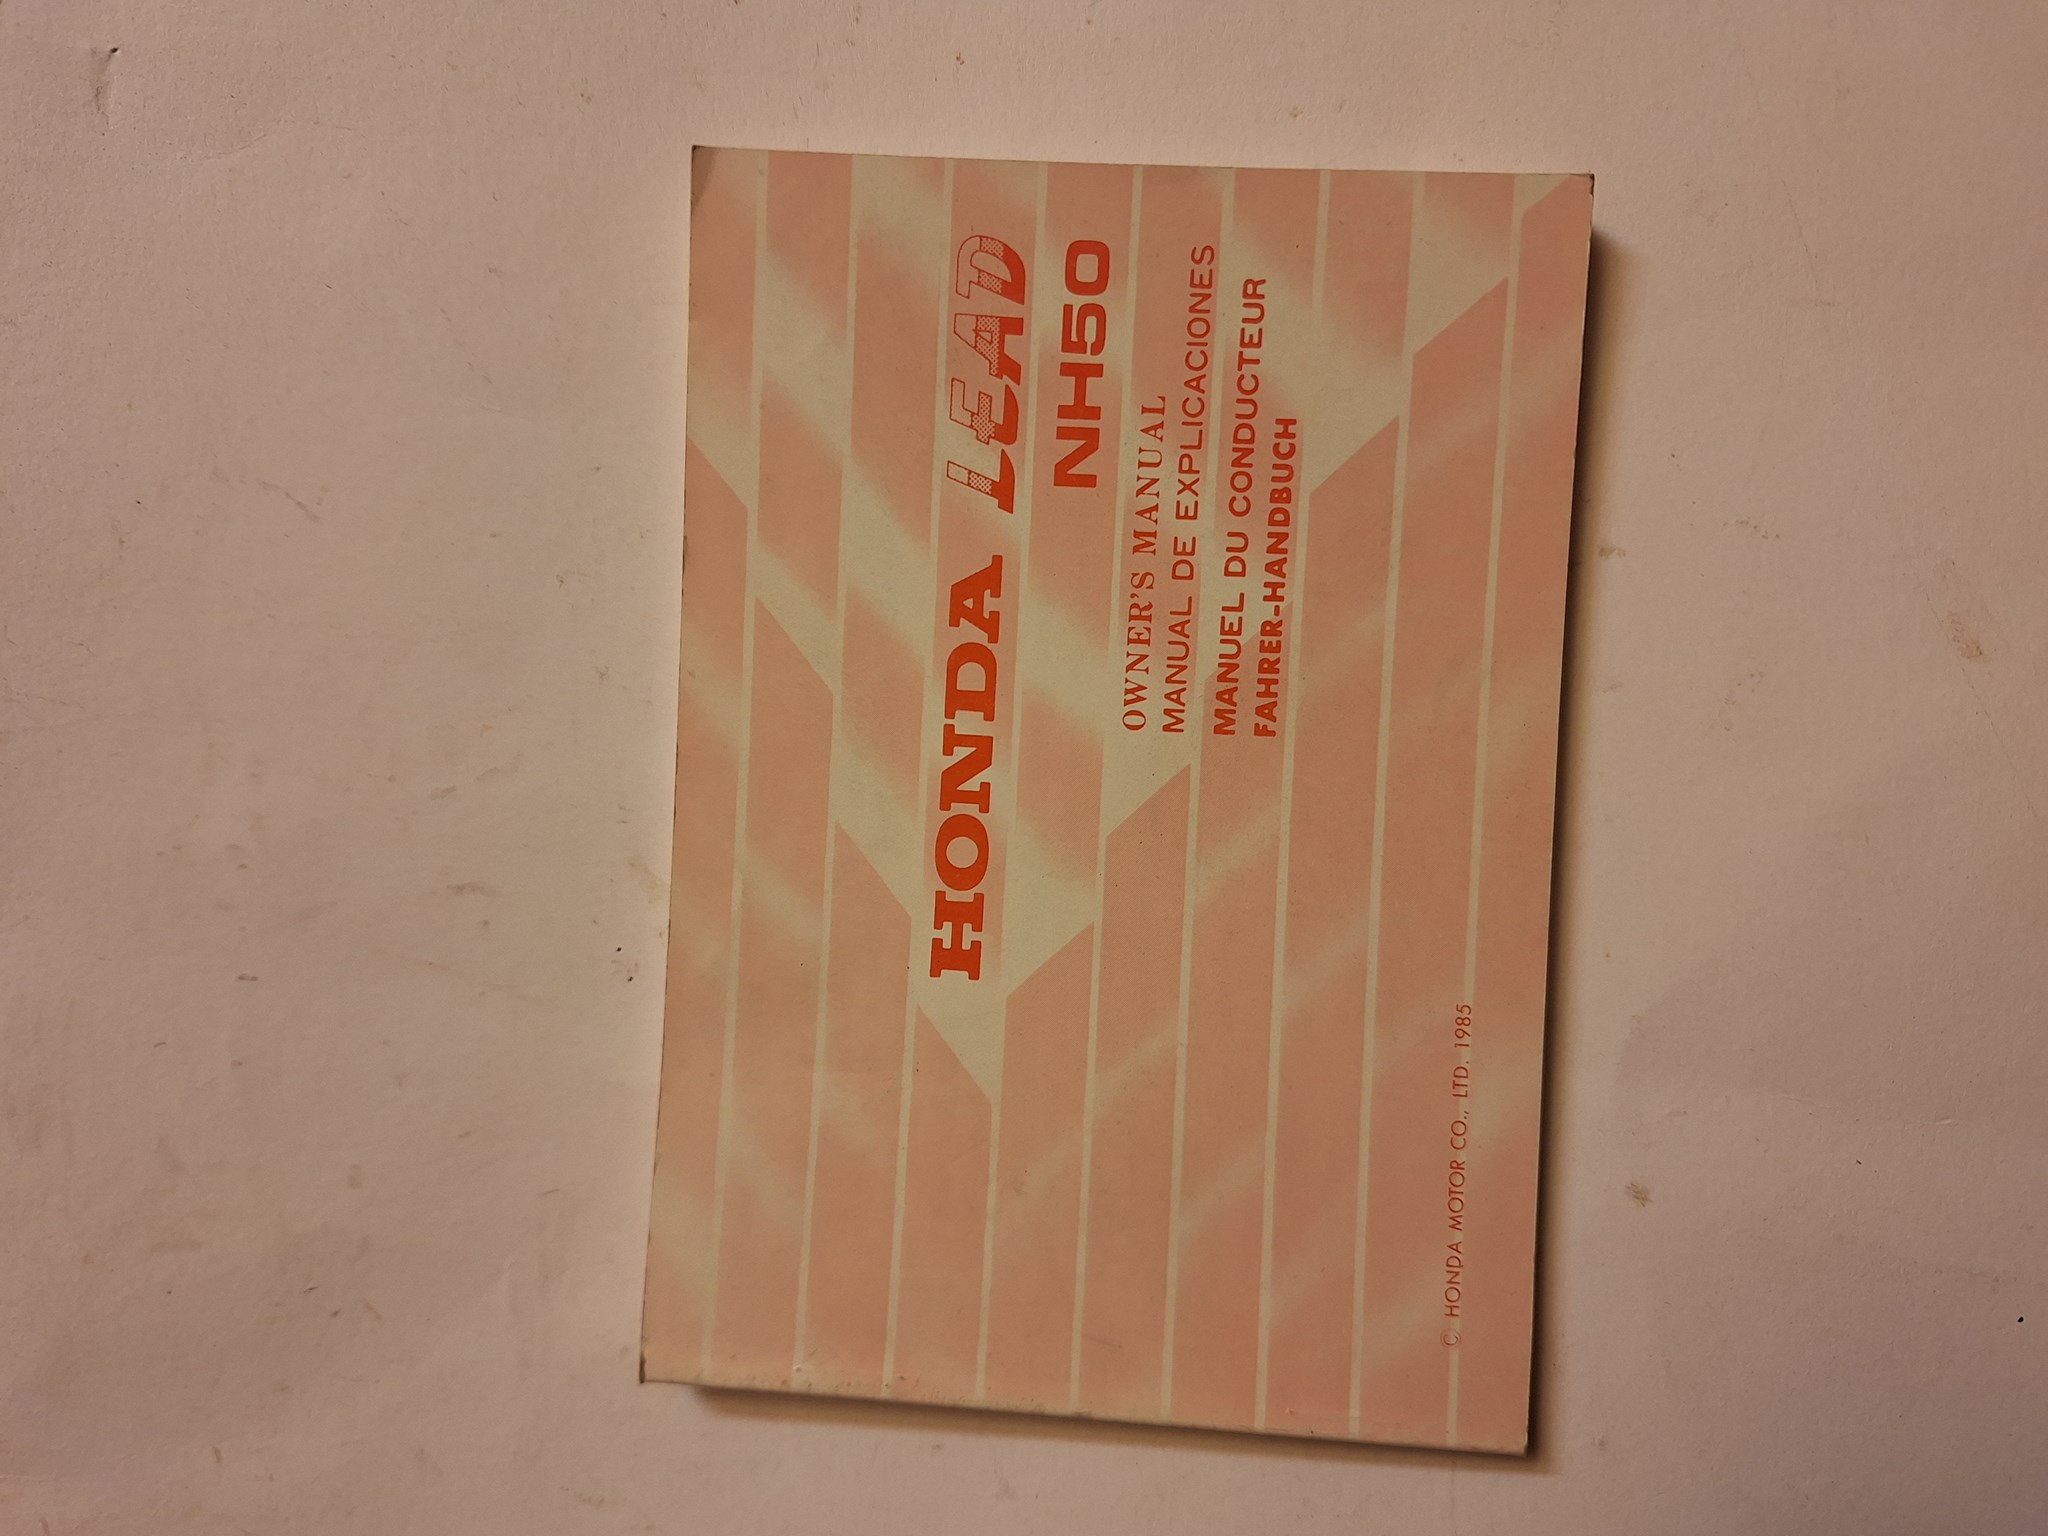 HONDA LEAD
NH50
OWNER'S MANUAL
MANUAL DE EXPLICACIONES
MANUEL DU CONDUCTEUR
FAHRER-HANDBUCH
© HONDA MOTOR CO., LTD. 1985